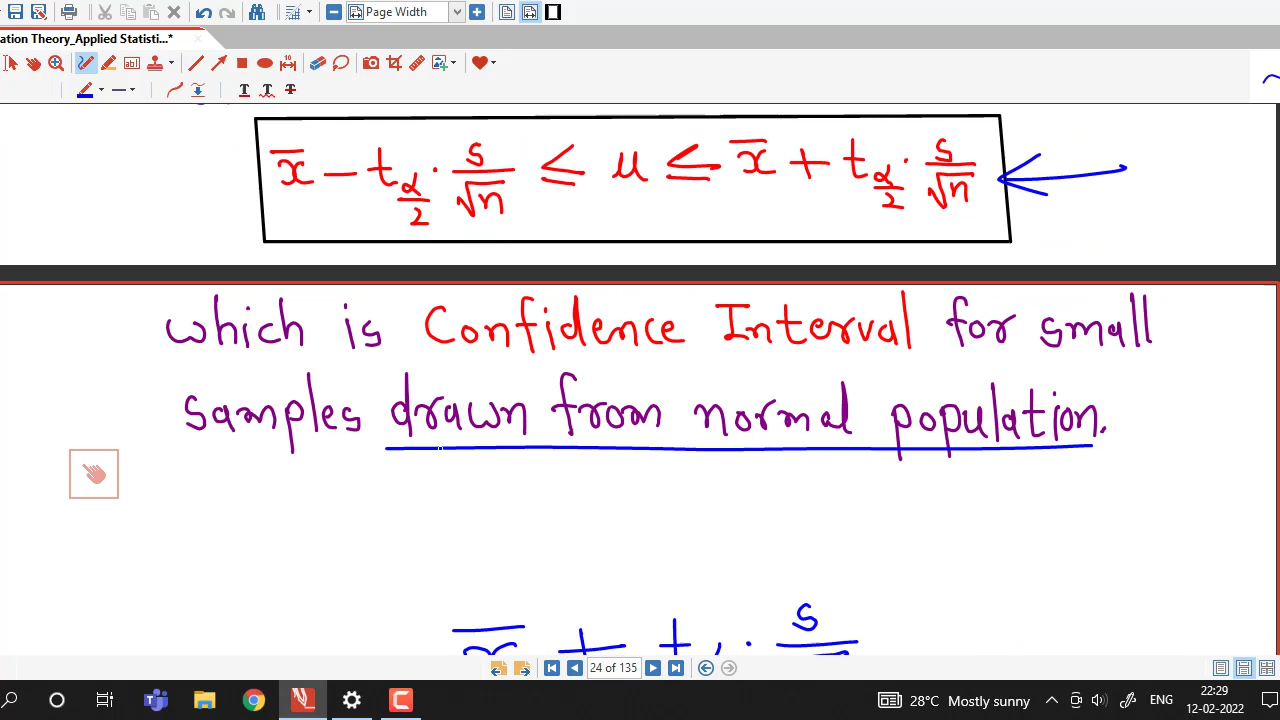 Page Width
ation Theory_Applied Statisti...*
x̄ - t_{α/2} · s/√n ≤ μ ≤ x̄ + t_{α/2} · s/√n
which is Confidence Interval for small
samples drawn from normal population.
s
24 of 135
28°C Mostly sunny
ENG
22:29
12-02-2022